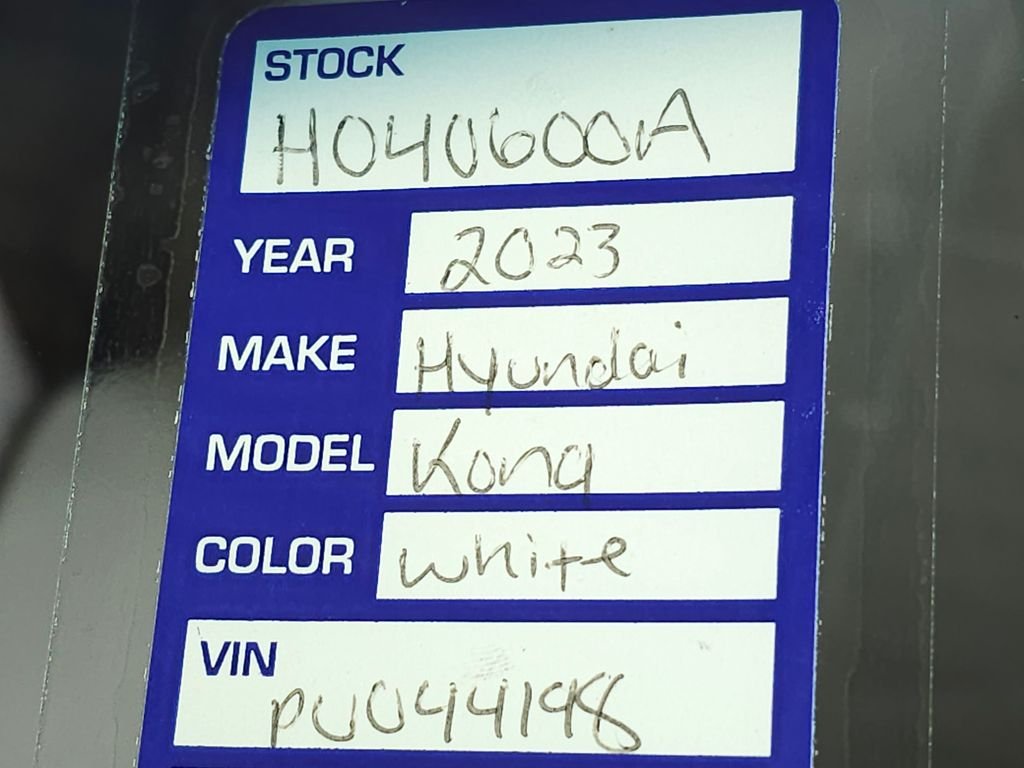 STOCK
H040600A
YEAR 2023
MAKE Hyundai
MODEL Kona
COLOR white
VIN
PU044198